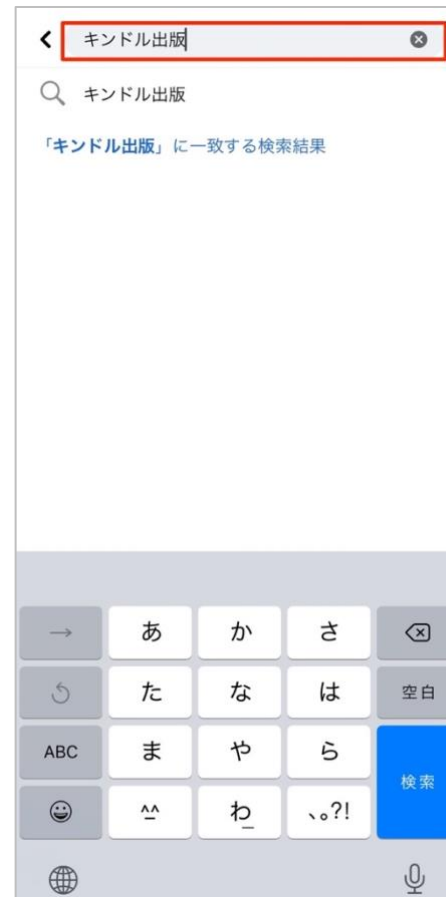 キンドル出版
キンドル出版
「キンドル出版」に一致する検索結果
→ あ か さ
た な は 空白
ABC ま や ら
^^ わ_ 、。?! 検索